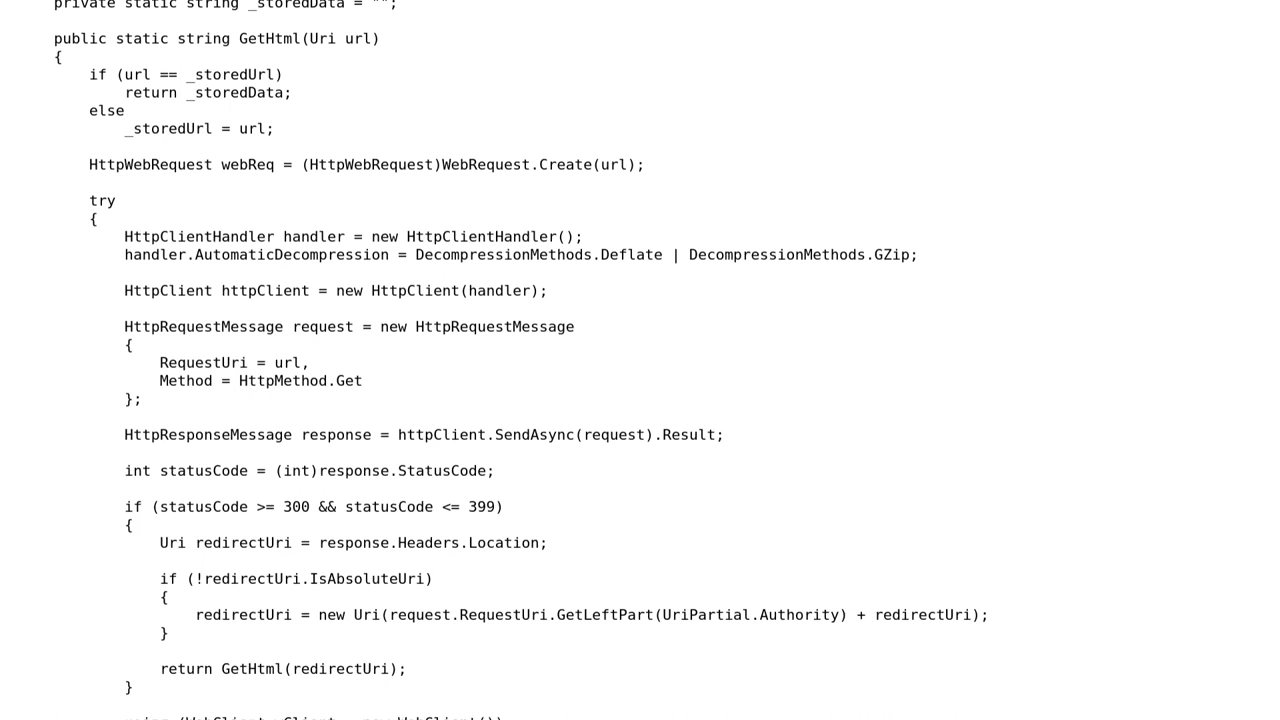 private static string _storedData = "";
public static string GetHtml(Uri url)
{
if (url == _storedUrl)
return _storedData;
else
_storedUrl = url;
HttpWebRequest webReq = (HttpWebRequest)WebRequest.Create(url);
try
{
HttpClientHandler handler = new HttpClientHandler();
handler.AutomaticDecompression = DecompressionMethods.Deflate | DecompressionMethods.GZip;
HttpClient httpClient = new HttpClient(handler);
HttpRequestMessage request = new HttpRequestMessage
{
RequestUri = url,
Method = HttpMethod.Get
};
HttpResponseMessage response = httpClient.SendAsync(request).Result;
int statusCode = (int)response.StatusCode;
if (statusCode >= 300 && statusCode <= 399)
{
Uri redirectUri = response.Headers.Location;
if (!redirectUri.IsAbsoluteUri)
{
redirectUri = new Uri(request.RequestUri.GetLeftPart(UriPartial.Authority) + redirectUri);
}
return GetHtml(redirectUri);
}